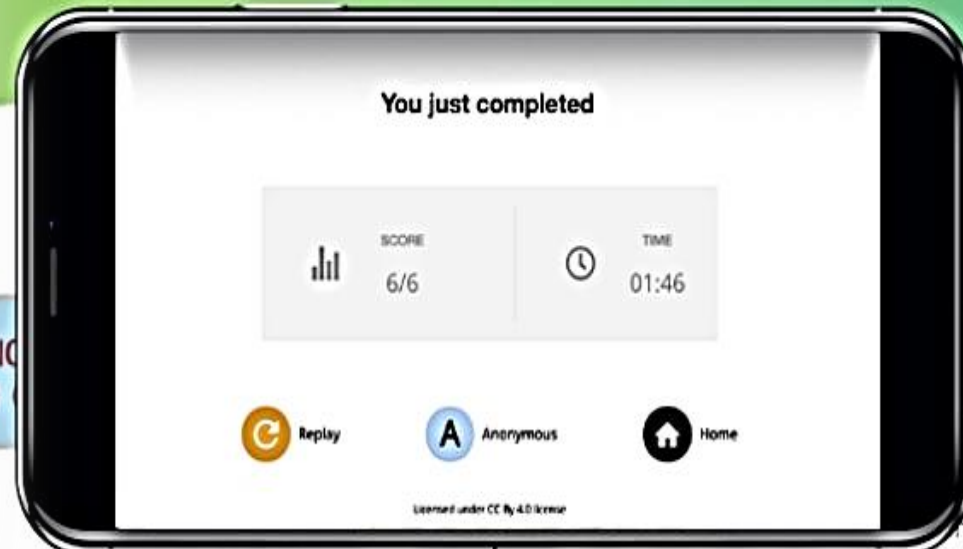 You just completed
SCORE
6/6
TIME
01:46
Replay
A Anonymous
Home
Licensed under CC By 4.0 license